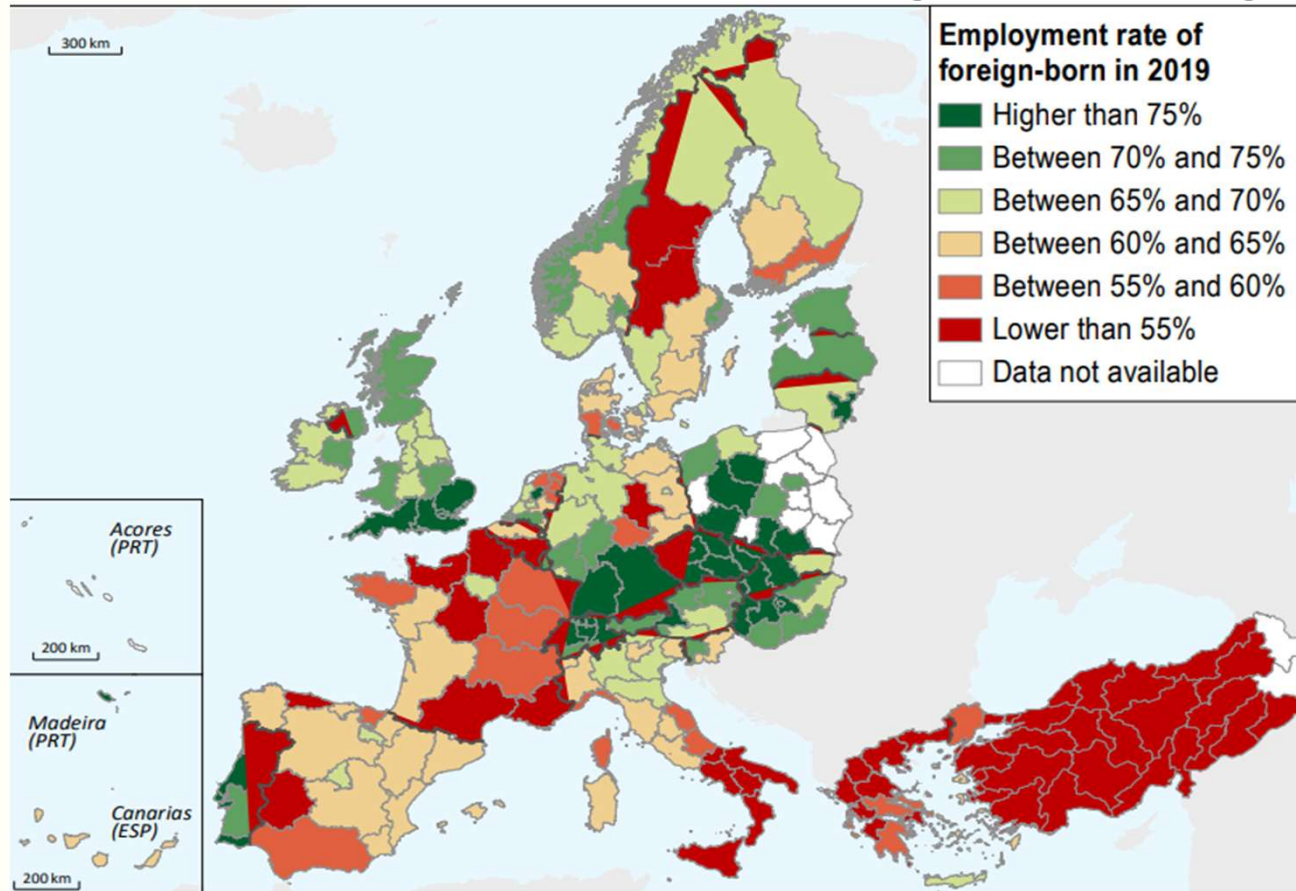 300 km
Employment rate of
foreign-born in 2019
Higher than 75%
Between 70% and 75%
Between 65% and 70%
Between 60% and 65%
Between 55% and 60%
Lower than 55%
Data not available
Acores
(PRT)
200 km
Madeira
(PRT)
Canarias
(ESP)
200 km